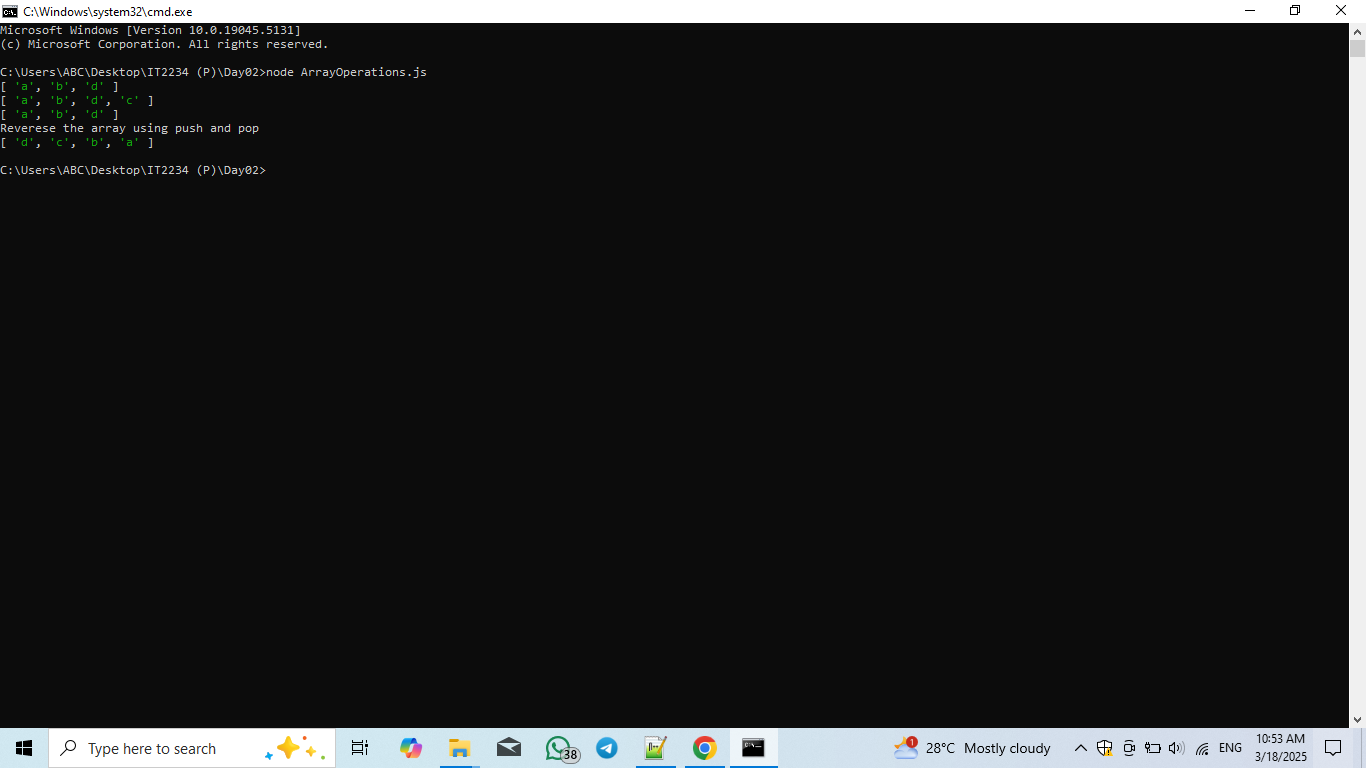 C:\Windows\system32\cmd.exe
Microsoft Windows [Version 10.0.19045.5131]
(c) Microsoft Corporation. All rights reserved.
C:\Users\ABC\Desktop\IT2234 (P)\Day02>node ArrayOperations.js
[ 'a', 'b', 'd' ]
[ 'a', 'b', 'd', 'c' ]
[ 'a', 'b', 'd' ]
Reverese the array using push and pop
[ 'd', 'c', 'b', 'a' ]
C:\Users\ABC\Desktop\IT2234 (P)\Day02>
Type here to search
38
1
28°C Mostly cloudy
ENG
10:53 AM
3/18/2025